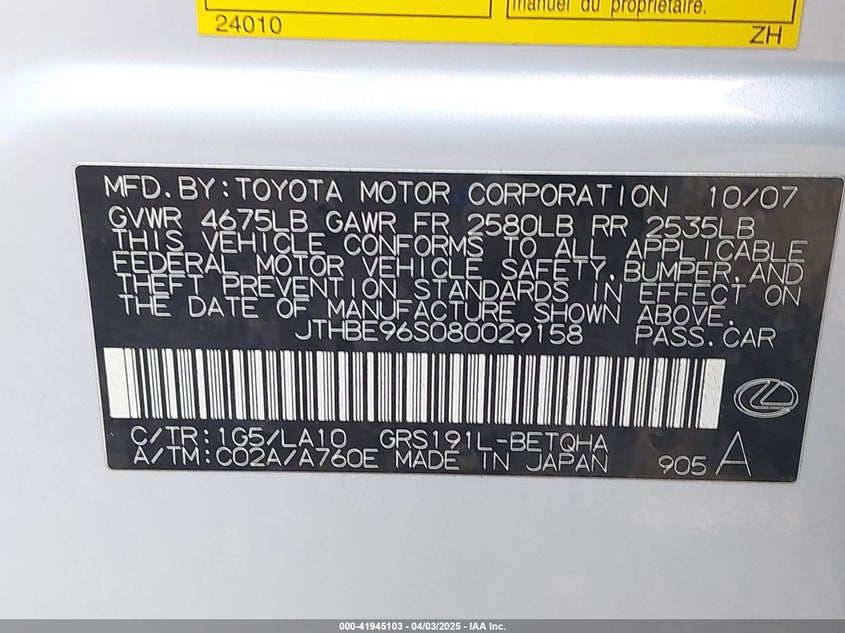 manuel du propriétaire.
24010 ZH
MFD.BY:TOYOTA MOTOR CORPORATION 10/07
GVWR 4675LB GAWR FR 2580LB RR 2535LB
THIS VEHICLE CONFORMS TO ALL APPLICABLE
FEDERAL MOTOR VEHICLE SAFETY,BUMPER,AND
THEFT PREVENTION STANDARDS IN EFFECT ON
THE DATE OF MANUFACTURE SHOWN ABOVE.
JTHBE96S080029158 PASS.CAR
C/TR:1G5/LA10 GRS191L-BETQHA
A/TM:C02A/A760E MADE IN JAPAN 905 A
000-41945103 - 04/03/2025 - IAA Inc.